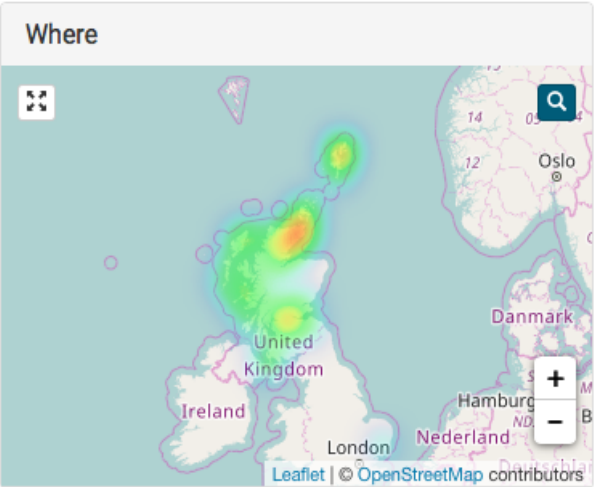 Where
14
12
Oslo
Danmark
United
Kingdom
+
Hamburg
−
Ireland
Nederland
London
Leaflet | © OpenStreetMap contributors